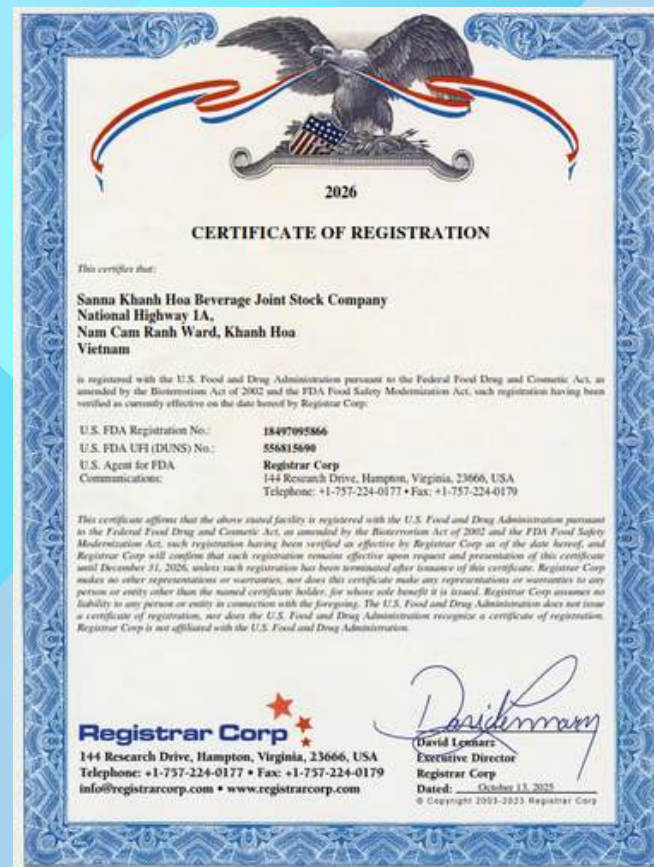 2026
CERTIFICATE OF REGISTRATION
This certifies that:
Sanna Khanh Hoa Beverage Joint Stock Company
National Highway 1A,
Nam Cam Ranh Ward, Khanh Hoa
Vietnam
is registered with the U.S. Food and Drug Administration pursuant to the Federal Food Drug and Cosmetic Act, as
amended by the Bioterrorism Act of 2002 and the FDA Food Safety Modernization Act, such registration having been
verified as currently effective on the date hereof by Registrar Corp:
U.S. FDA Registration No.: 18497095866
U.S. FDA UFI (DUNS) No.: 556815690
U.S. Agent for FDA Registrar Corp
Communications: 144 Research Drive, Hampton, Virginia, 23666, USA
Telephone: +1-757-224-0177 • Fax: +1-757-224-0179
This certificate affirms that the above stated facility is registered with the U.S. Food and Drug Administration pursuant
to the Federal Food Drug and Cosmetic Act, as amended by the Bioterrorism Act of 2002 and the FDA Food Safety
Modernization Act, such registration having been verified as effective by Registrar Corp as of the date hereof, and
Registrar Corp will confirm that such registration remains effective upon request and presentation of this certificate
until December 31, 2026, unless such registration has been terminated after issuance of this certificate. Registrar Corp
makes no other representations or warranties, nor does this certificate make any representations or warranties to any
person or entity other than the named certificate holder, for whose sole benefit it is issued. Registrar Corp assumes no
liability to any person or entity in connection with the foregoing. The U.S. Food and Drug Administration does not issue
a certificate of registration, nor does the U.S. Food and Drug Administration recognize a certificate of registration.
Registrar Corp is not affiliated with the U.S. Food and Drug Administration.
Registrar Corp
144 Research Drive, Hampton, Virginia, 23666, USA
Telephone: +1-757-224-0177 • Fax: +1-757-224-0179
info@registrarcorp.com • www.registrarcorp.com
David Lennarz
Executive Director
Registrar Corp
Dated: October 13, 2025
© Copyright 2003-2023 Registrar Corp